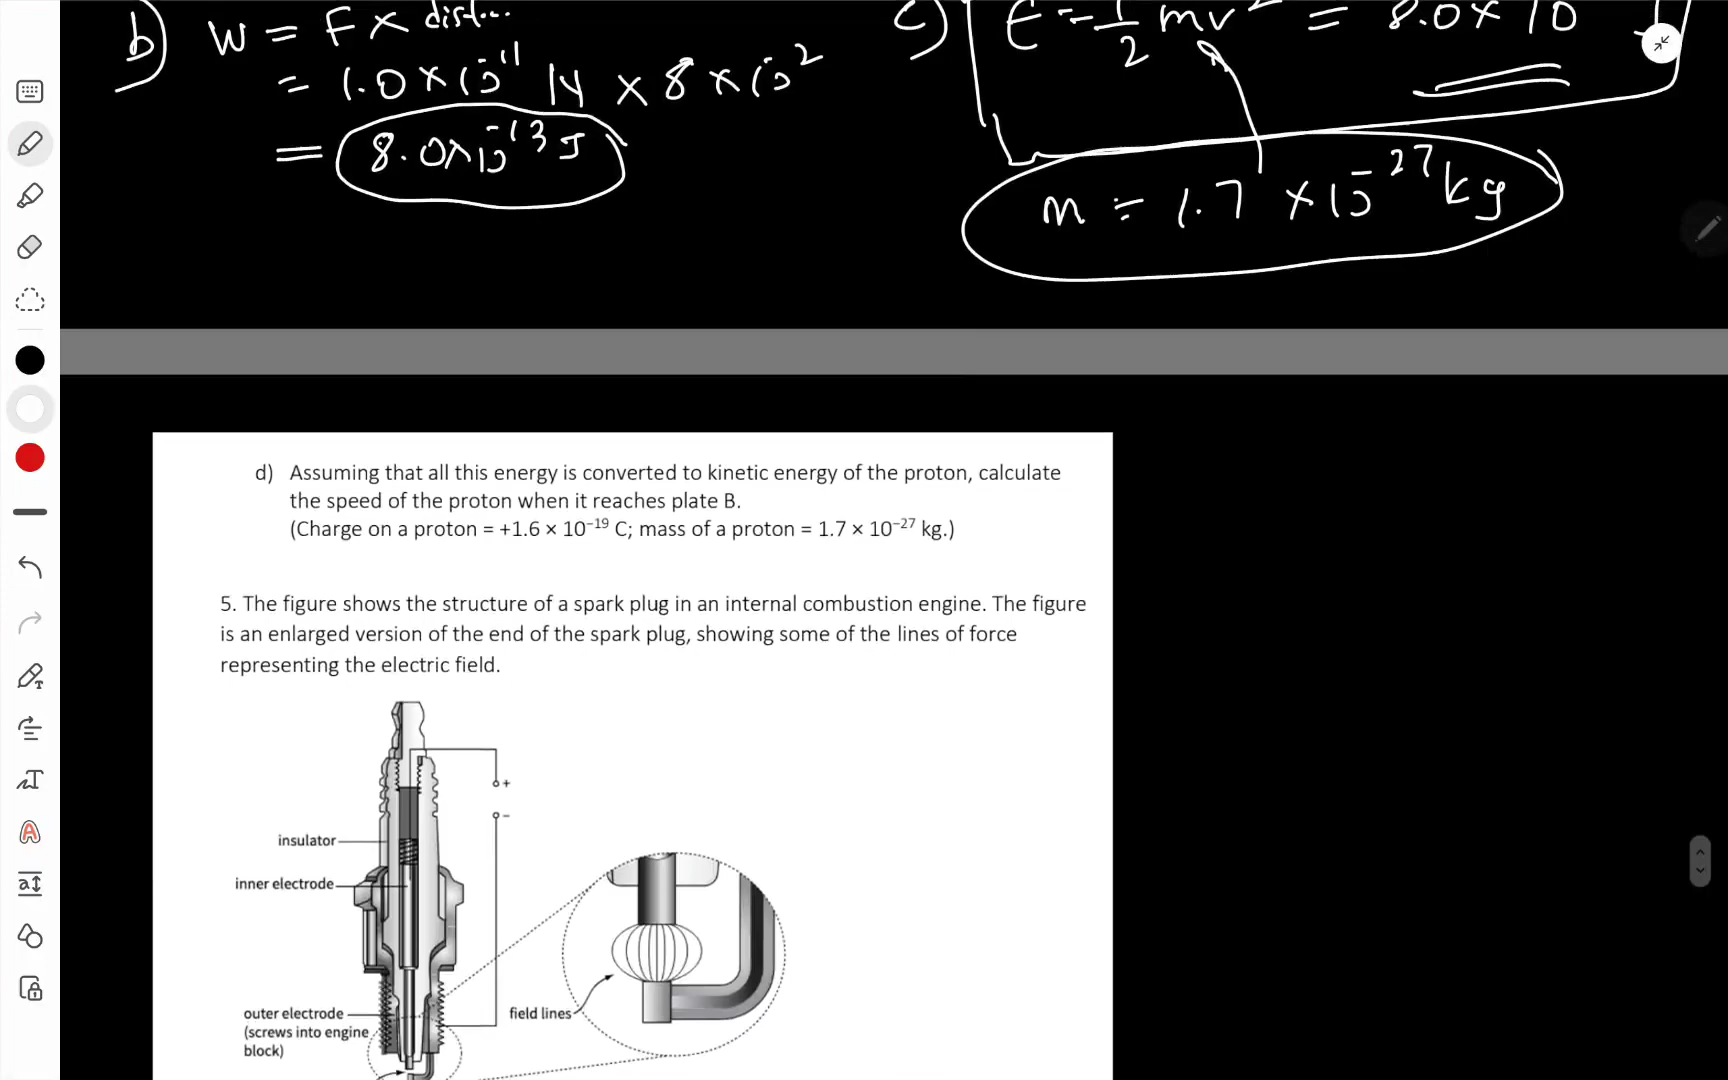 b) W = F × dist..
= 1.0 × 10⁻¹¹ 14 × 8 × 10⁻²
= 8.0 × 10⁻¹³ J
c) E = 1/2 mv² = 8.0 × 10
m = 1.7 × 10⁻²⁷ kg
d) Assuming that all this energy is converted to kinetic energy of the proton, calculate
the speed of the proton when it reaches plate B.
(Charge on a proton = +1.6 × 10⁻¹⁹ C; mass of a proton = 1.7 × 10⁻²⁷ kg.)
5. The figure shows the structure of a spark plug in an internal combustion engine. The figure
is an enlarged version of the end of the spark plug, showing some of the lines of force
representing the electric field.
+
−
insulator
inner electrode
outer electrode
(screws into engine
block)
field lines